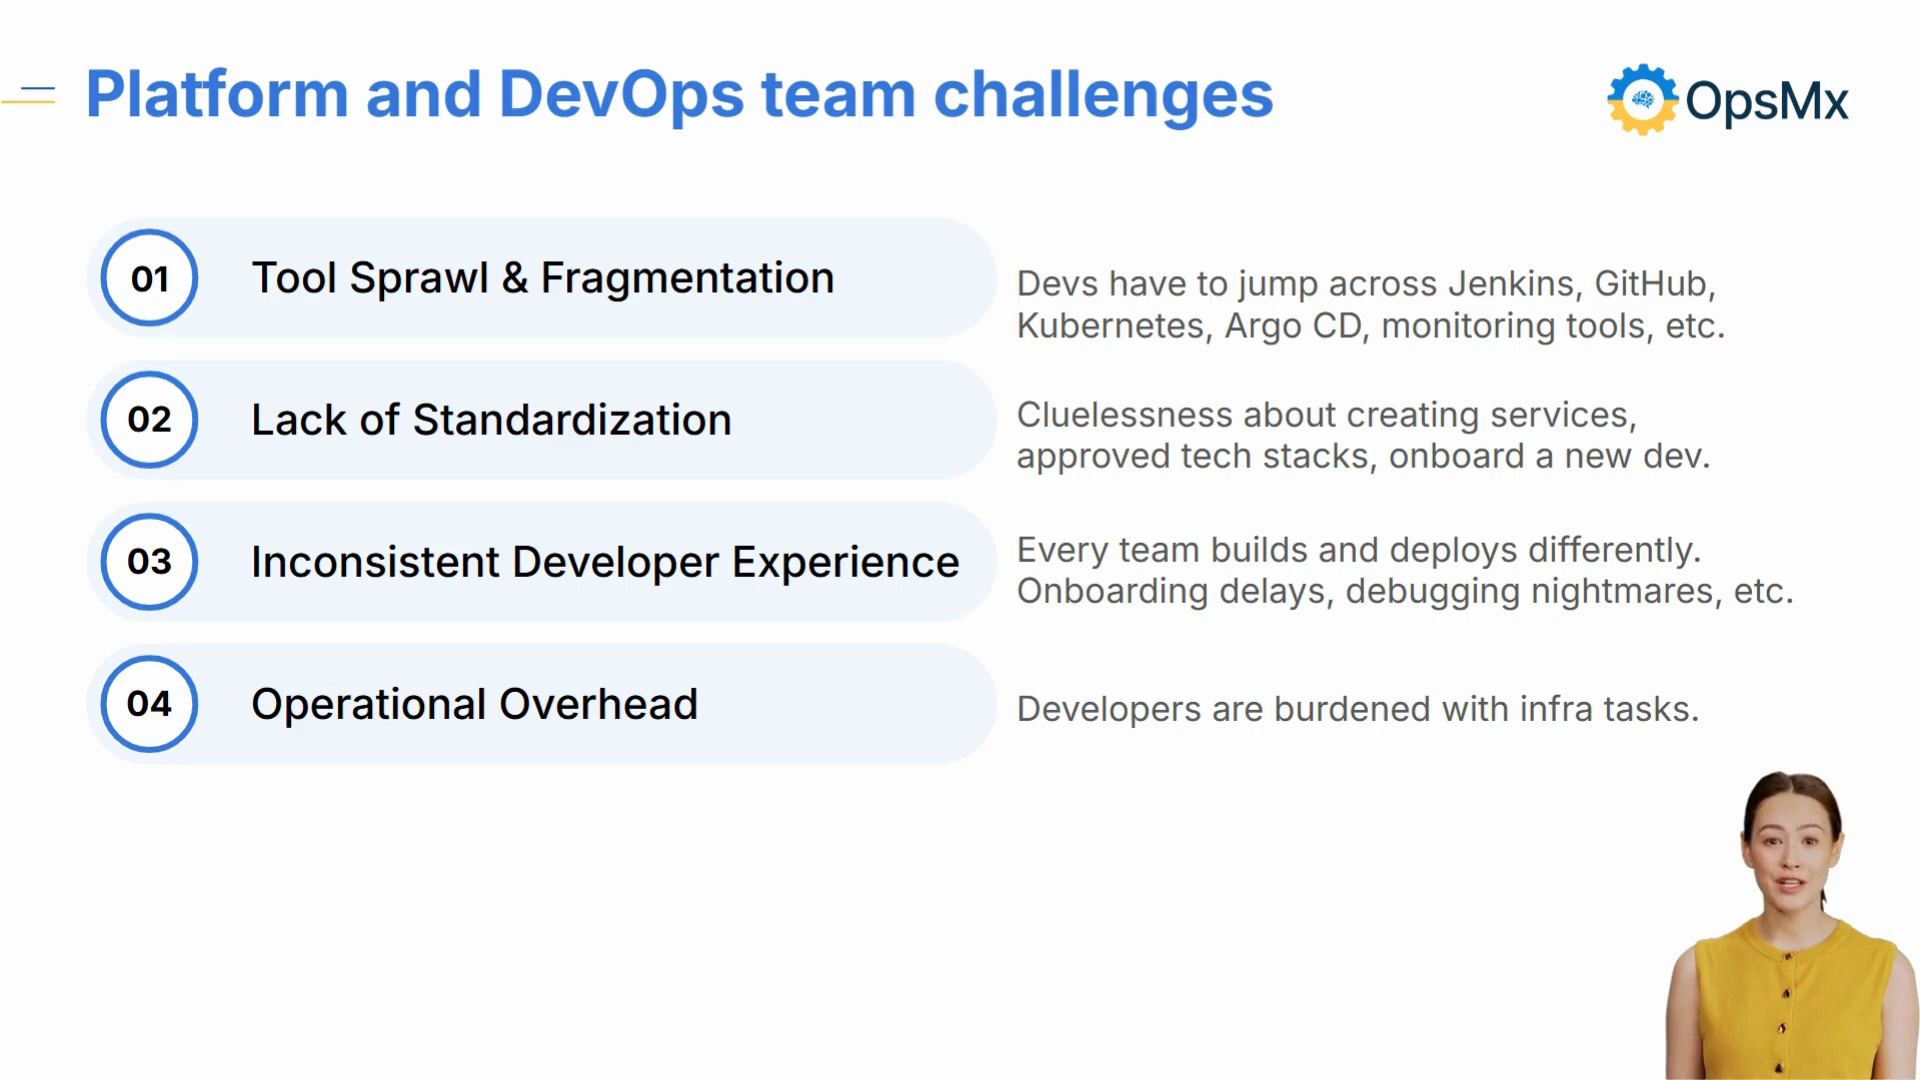 Platform and DevOps team challenges
OpsMx
01
Tool Sprawl & Fragmentation
Devs have to jump across Jenkins, GitHub,
Kubernetes, Argo CD, monitoring tools, etc.
02
Lack of Standardization
Cluelessness about creating services,
approved tech stacks, onboard a new dev.
03
Inconsistent Developer Experience
Every team builds and deploys differently.
Onboarding delays, debugging nightmares, etc.
04
Operational Overhead
Developers are burdened with infra tasks.